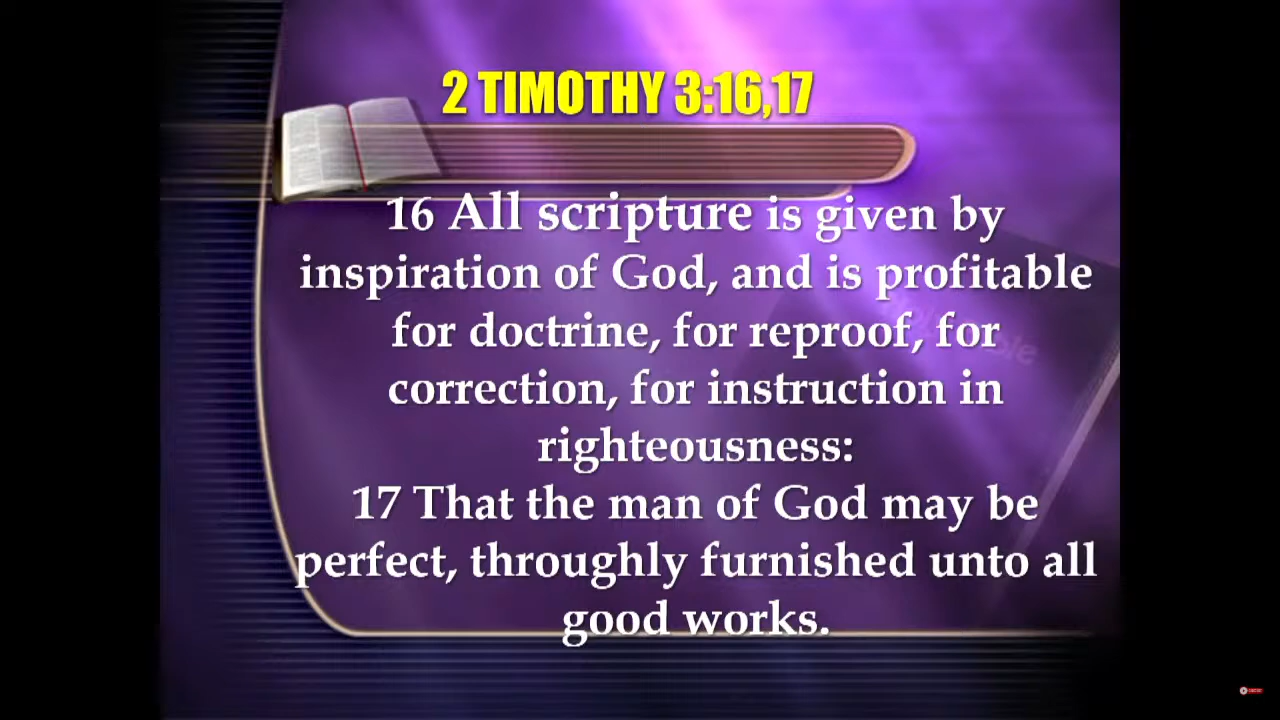 2 TIMOTHY 3:16,17
16 All scripture is given by
inspiration of God, and is profitable
for doctrine, for reproof, for
correction, for instruction in
righteousness:
17 That the man of God may be
perfect, throughly furnished unto all
good works.